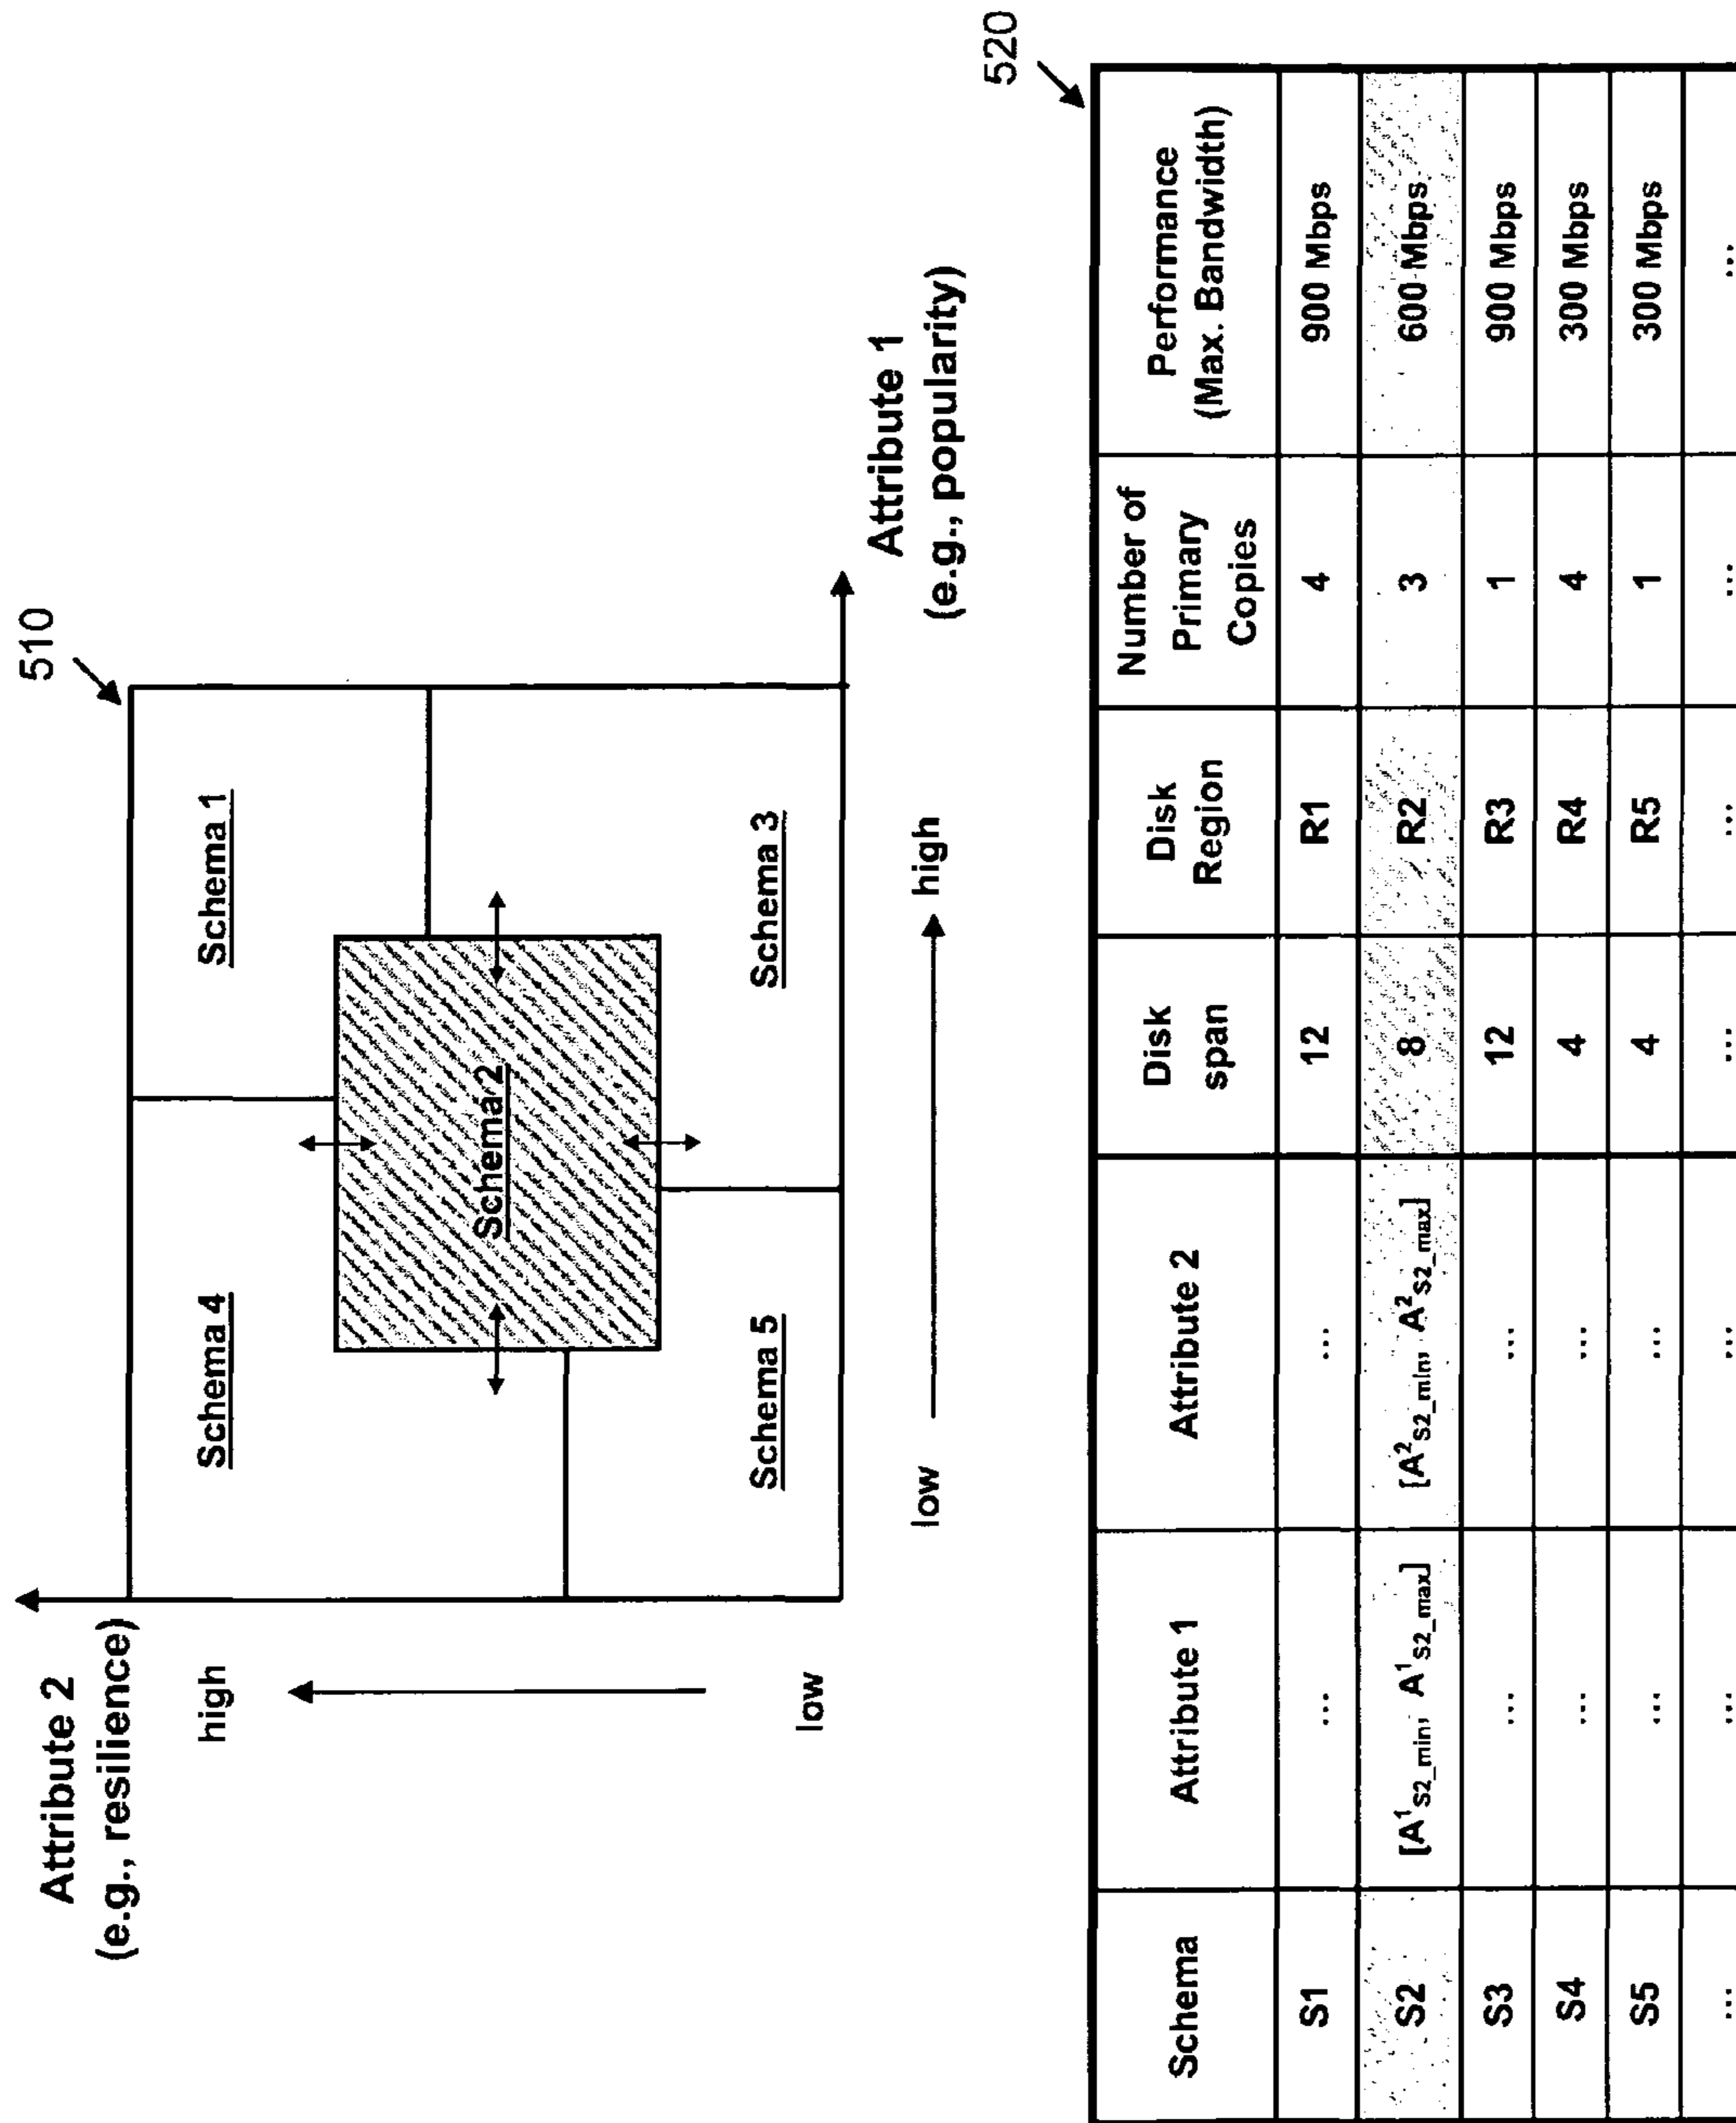 510
Attribute 2
(e.g., resilience)
high
low
Schema 4
Schema 1
Schema 2
Schema 5
Schema 3
low
high
Attribute 1
(e.g., popularity)
520
Schema Attribute 1 Attribute 2 Disk span Disk Region Number of Primary Copies Performance (Max. Bandwidth)
S1 ... ... 12 R1 4 900 Mbps
S2 [A¹S2_min, A¹S2_max] [A²S2_min, A²S2_max] 8 R2 3 600 Mbps
S3 ... ... 12 R3 1 900 Mbps
S4 ... ... 4 R4 4 300 Mbps
S5 ... ... 4 R5 1 300 Mbps
... ... ... ... ... ... ...